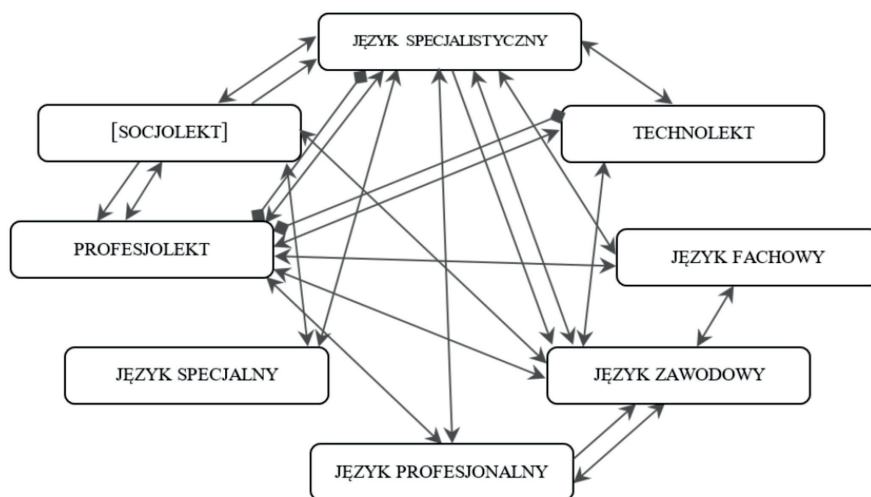 JĘZYK SPECJALISTYCZNY
[SOCJOLEKT]
TECHNOLEKT
PROFESJOLEKT
JĘZYK FACHOWY
JĘZYK SPECJALNY
JĘZYK ZAWODOWY
JĘZYK PROFESJONALNY